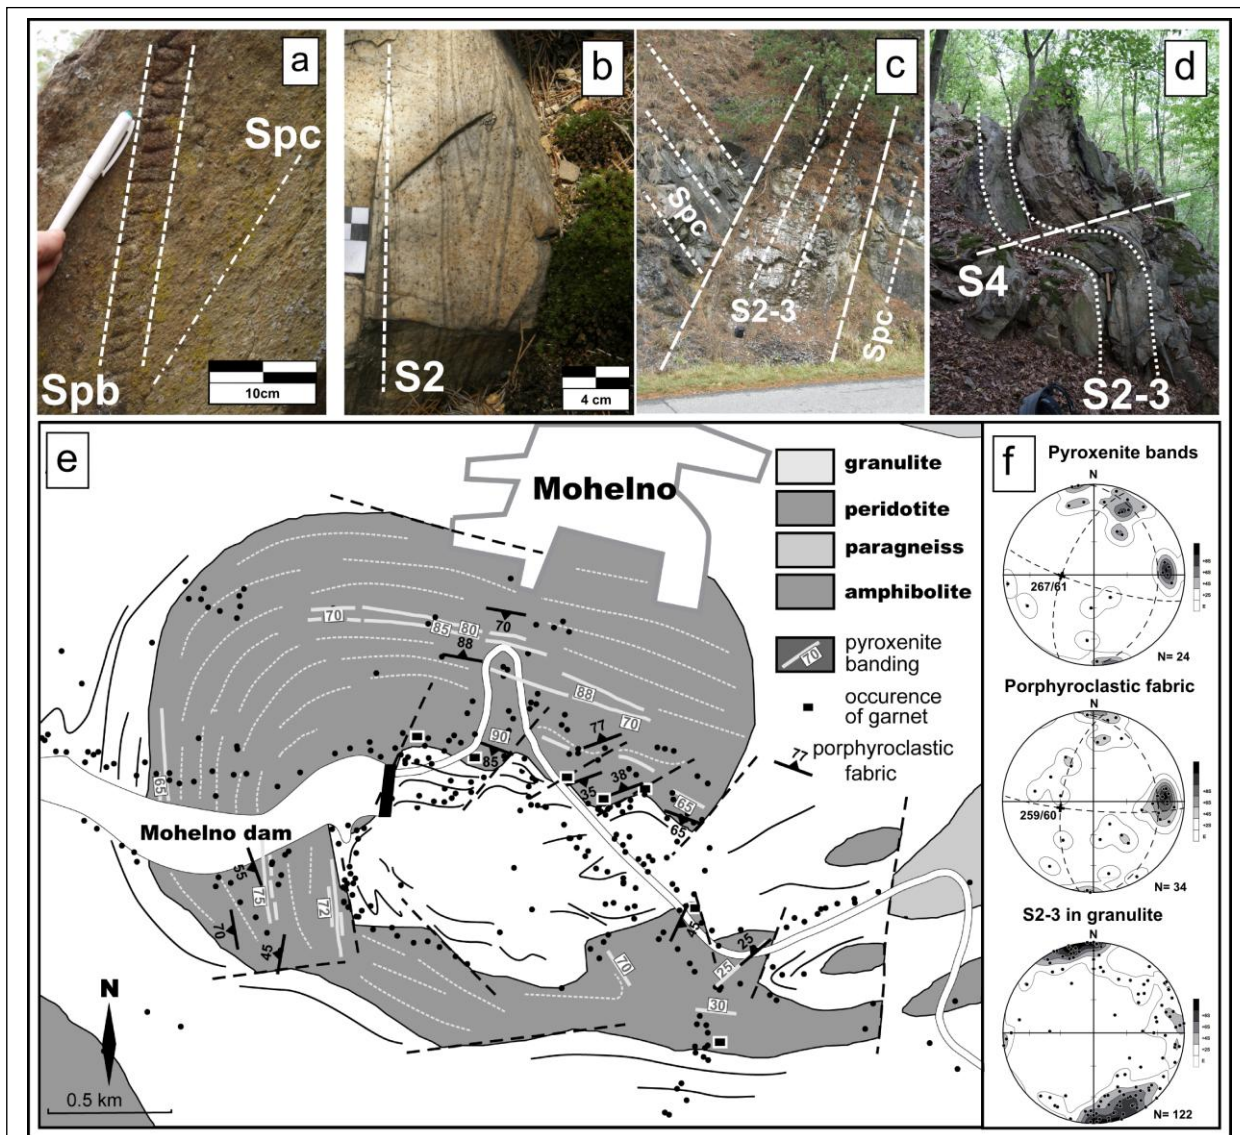 a
Spc
Spb
10cm
b
S2
4 cm
c
Spc
S2-3
Spc
d
S4
S2-3
e
Mohelno
granulite
peridotite
paragneiss
amphibolite
70
pyroxenite
banding
occurence
of garnet
77
porphyroclastic
fabric
70
85
80
70
88
88
70
90
85
77
38
35
65
65
65
Mohelno dam
55
75
72
70
45
45
25
25
70
30
N
0.5 km
f
Pyroxenite bands
N
267/61
N= 24
Porphyroclastic fabric
N
259/60
N= 34
S2-3 in granulite
N
N= 122